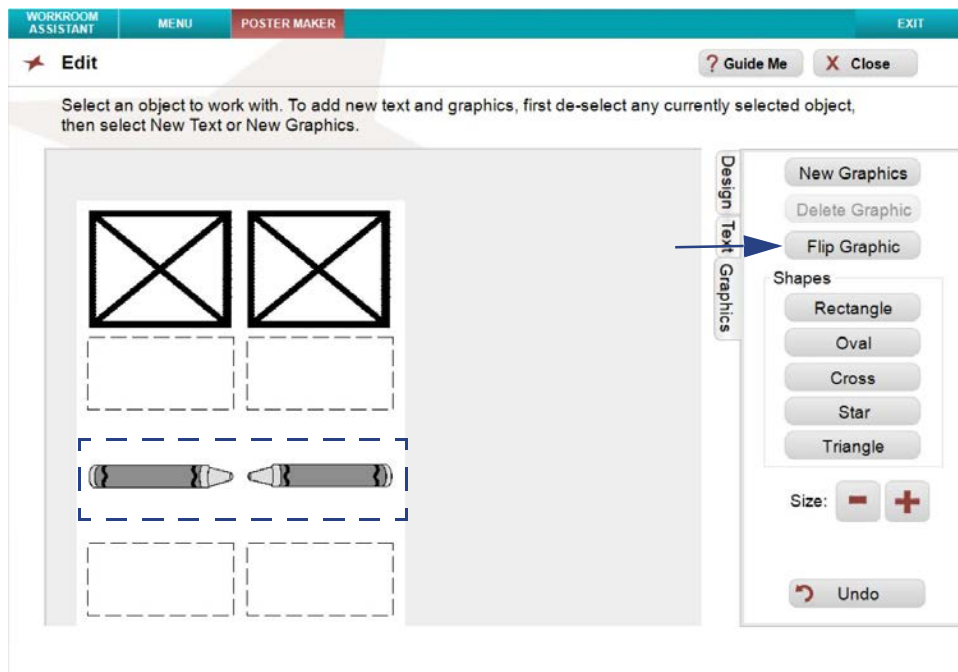 WORKROOM
ASSISTANT
MENU
POSTER MAKER
EXIT
Edit
? Guide Me
X Close
Select an object to work with. To add new text and graphics, first de-select any currently selected object,
then select New Text or New Graphics.
Design
Text
Graphics
New Graphics
Delete Graphic
Flip Graphic
Shapes
Rectangle
Oval
Cross
Star
Triangle
Size: - +
Undo